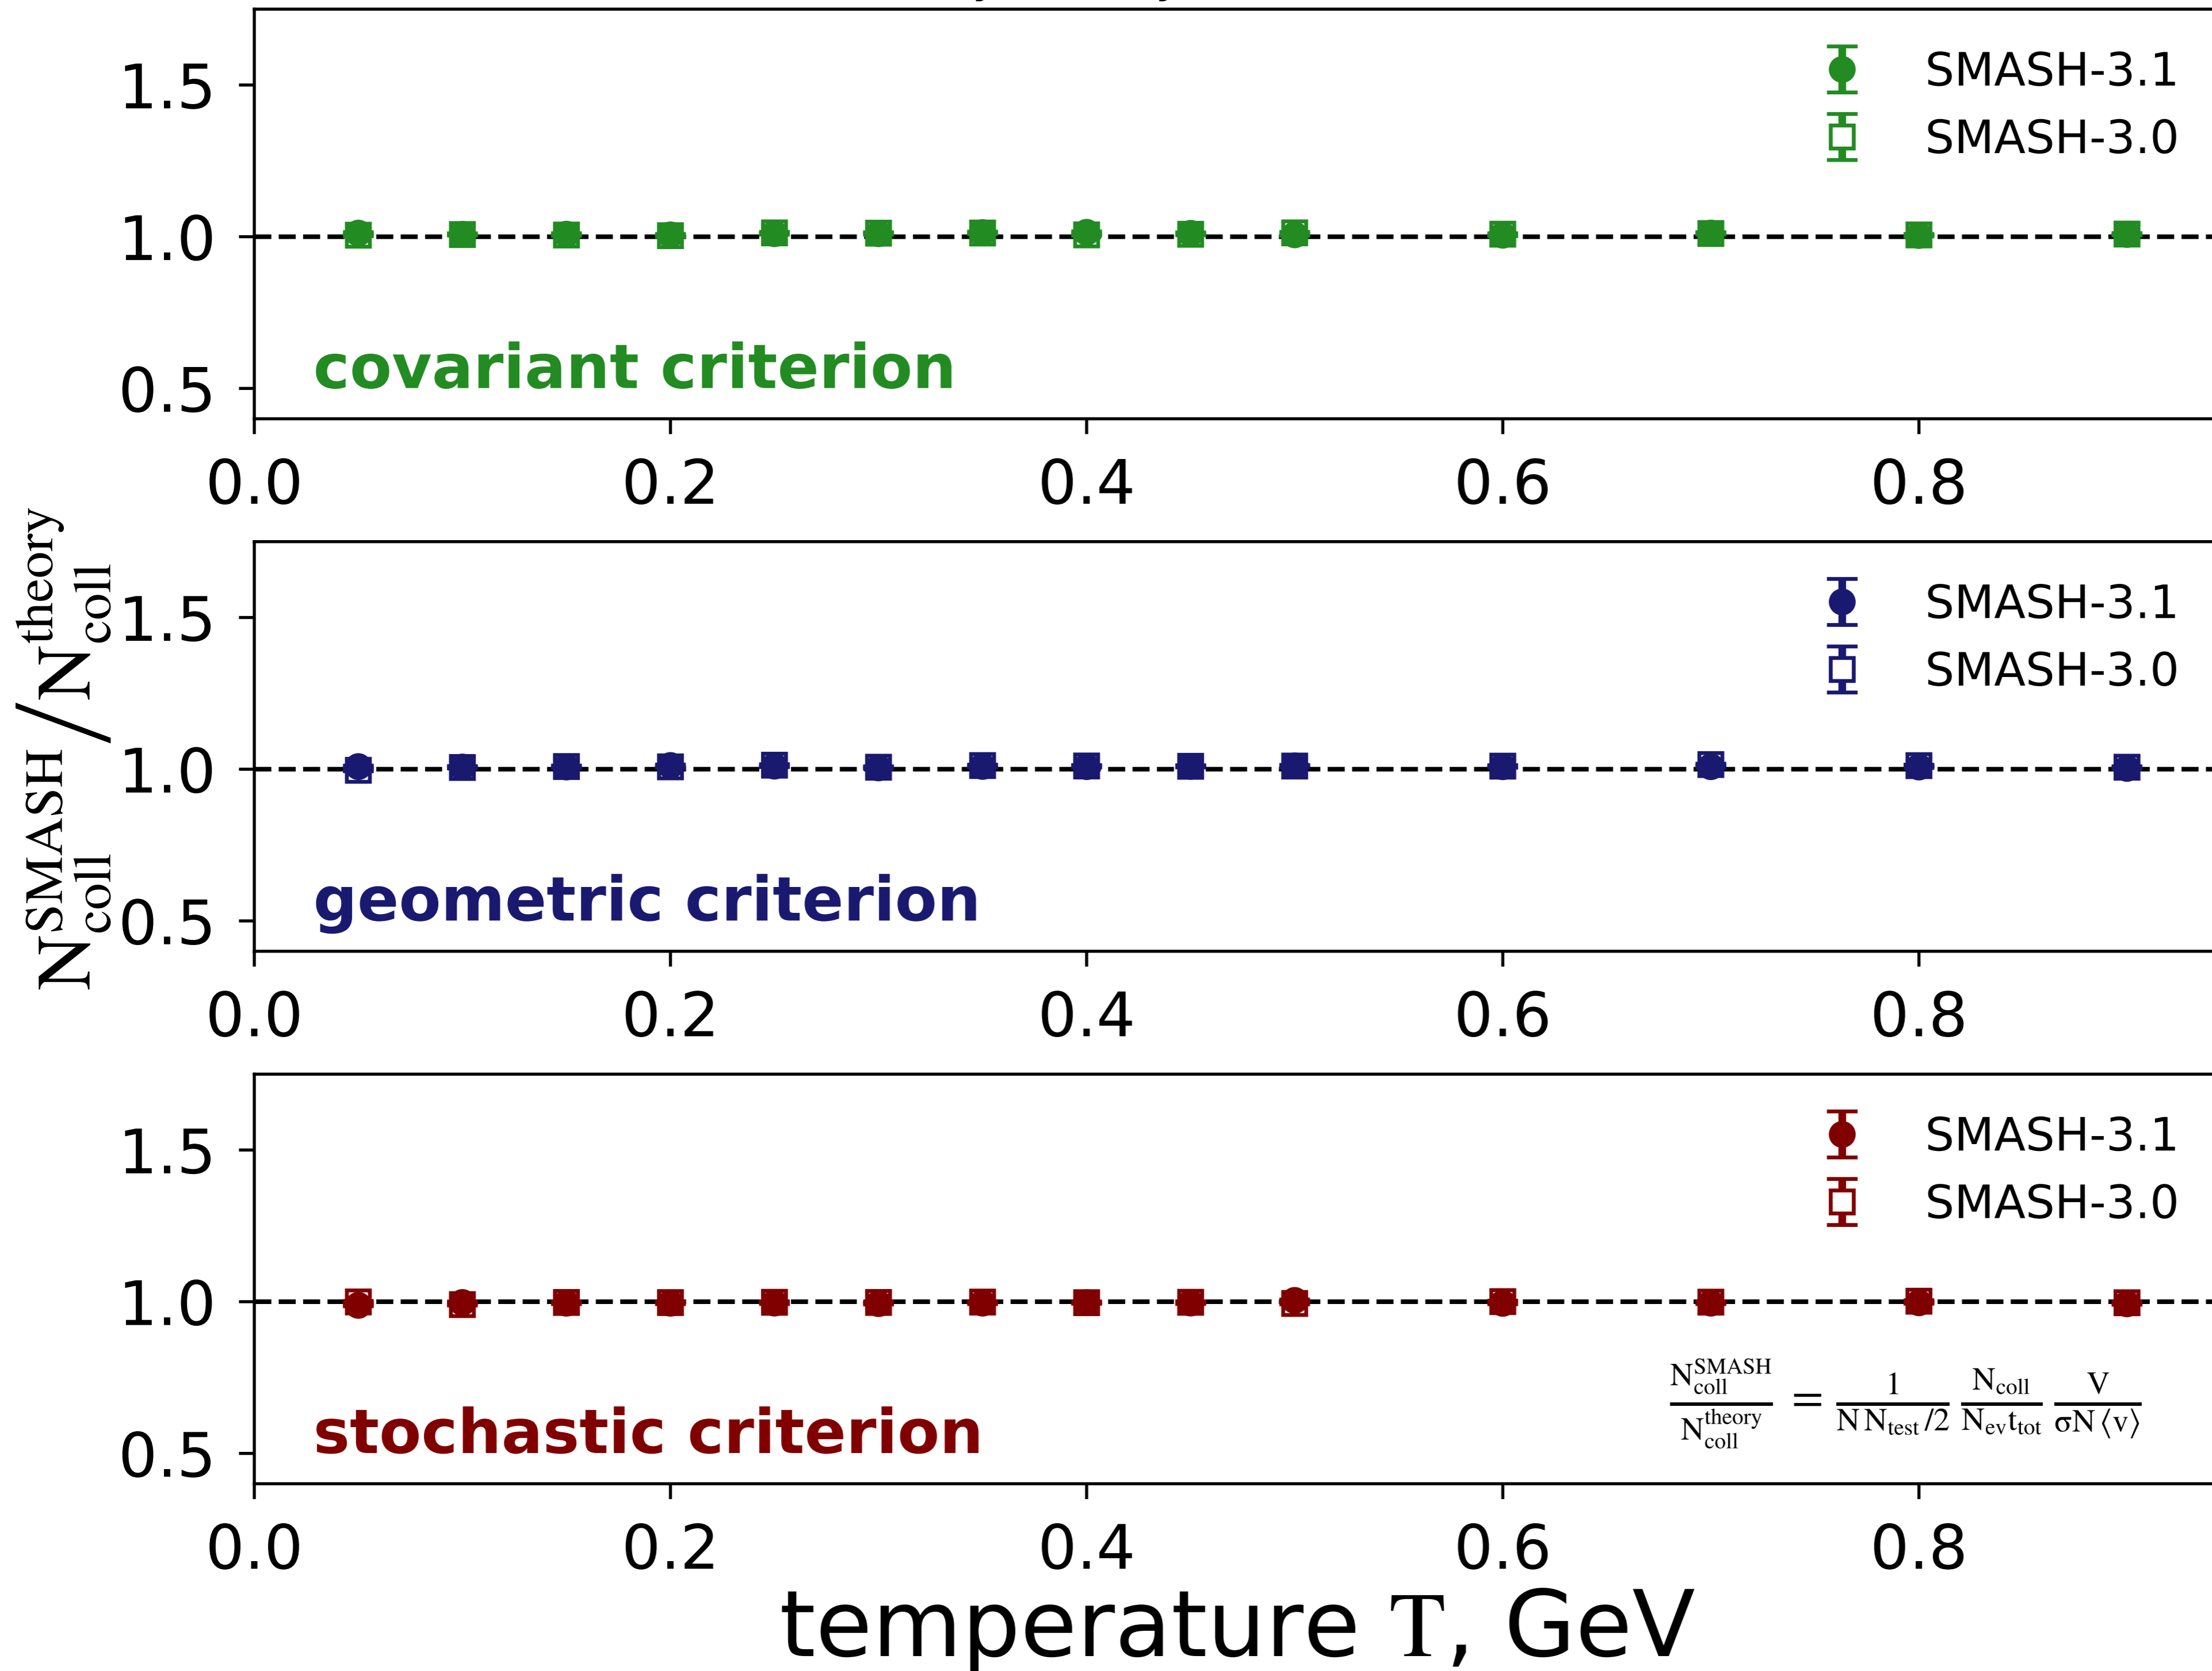 1.5
SMASH-3.1
SMASH-3.0
1.0
covariant criterion
0.5
0.0 0.2 0.4 0.6 0.8
N_coll^SMASH / N_coll^theory
1.5
SMASH-3.1
SMASH-3.0
1.0
geometric criterion
0.5
0.0 0.2 0.4 0.6 0.8
1.5
SMASH-3.1
SMASH-3.0
1.0
N_coll^SMASH / N_coll^theory = 1 / (N N_test /2) N_coll / (N_ev t_tot) V / (σN⟨v⟩)
stochastic criterion
0.5
0.0 0.2 0.4 0.6 0.8
temperature T, GeV